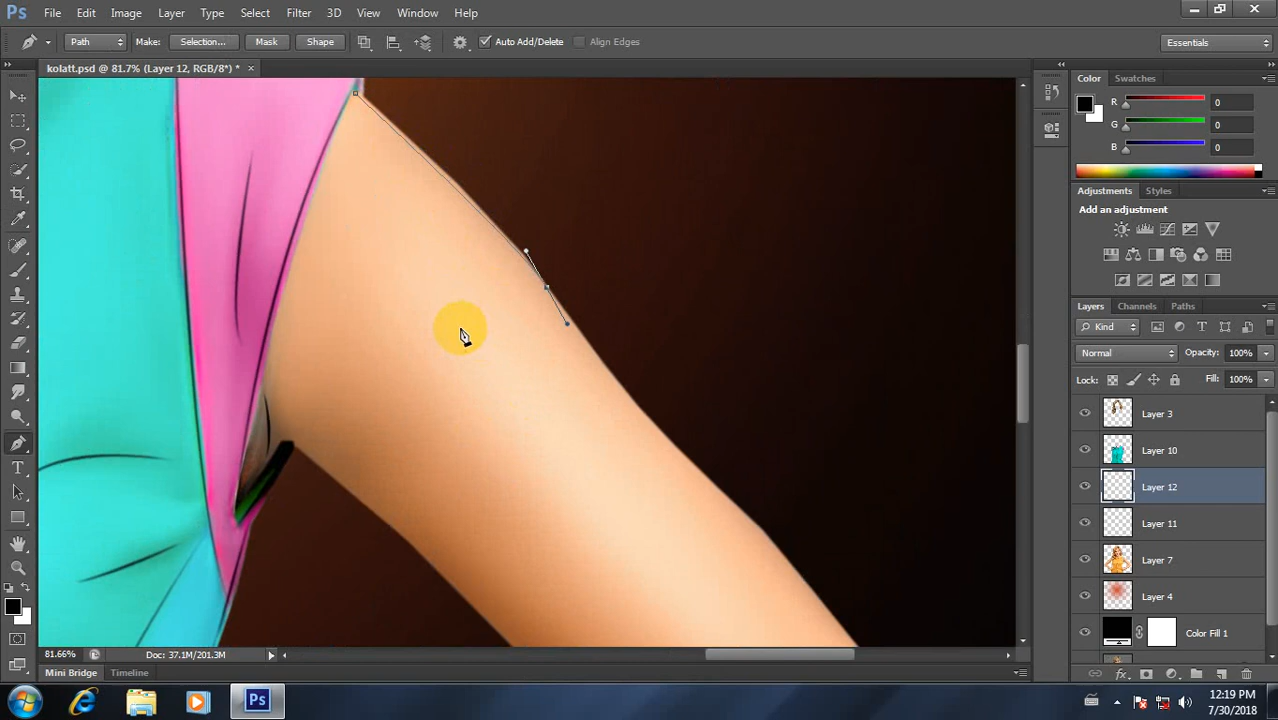 Ps File Edit Image Layer Type Select Filter 3D View Window Help
Path Make: Selection... Mask Shape Auto Add/Delete Align Edges Essentials
kolatt.psd @ 81.7% (Layer 12, RGB/8*) * ×
Color Swatches
R 0
G 0
B 0
Adjustments Styles
Add an adjustment
Layers Channels Paths
Kind
Normal Opacity: 100%
Lock: Fill: 100%
Layer 3
Layer 10
Layer 12
Layer 11
Layer 7
Layer 4
Color Fill 1
81.66% Doc: 37.1M/201.3M
Mini Bridge Timeline
Ps
12:19 PM
7/30/2018